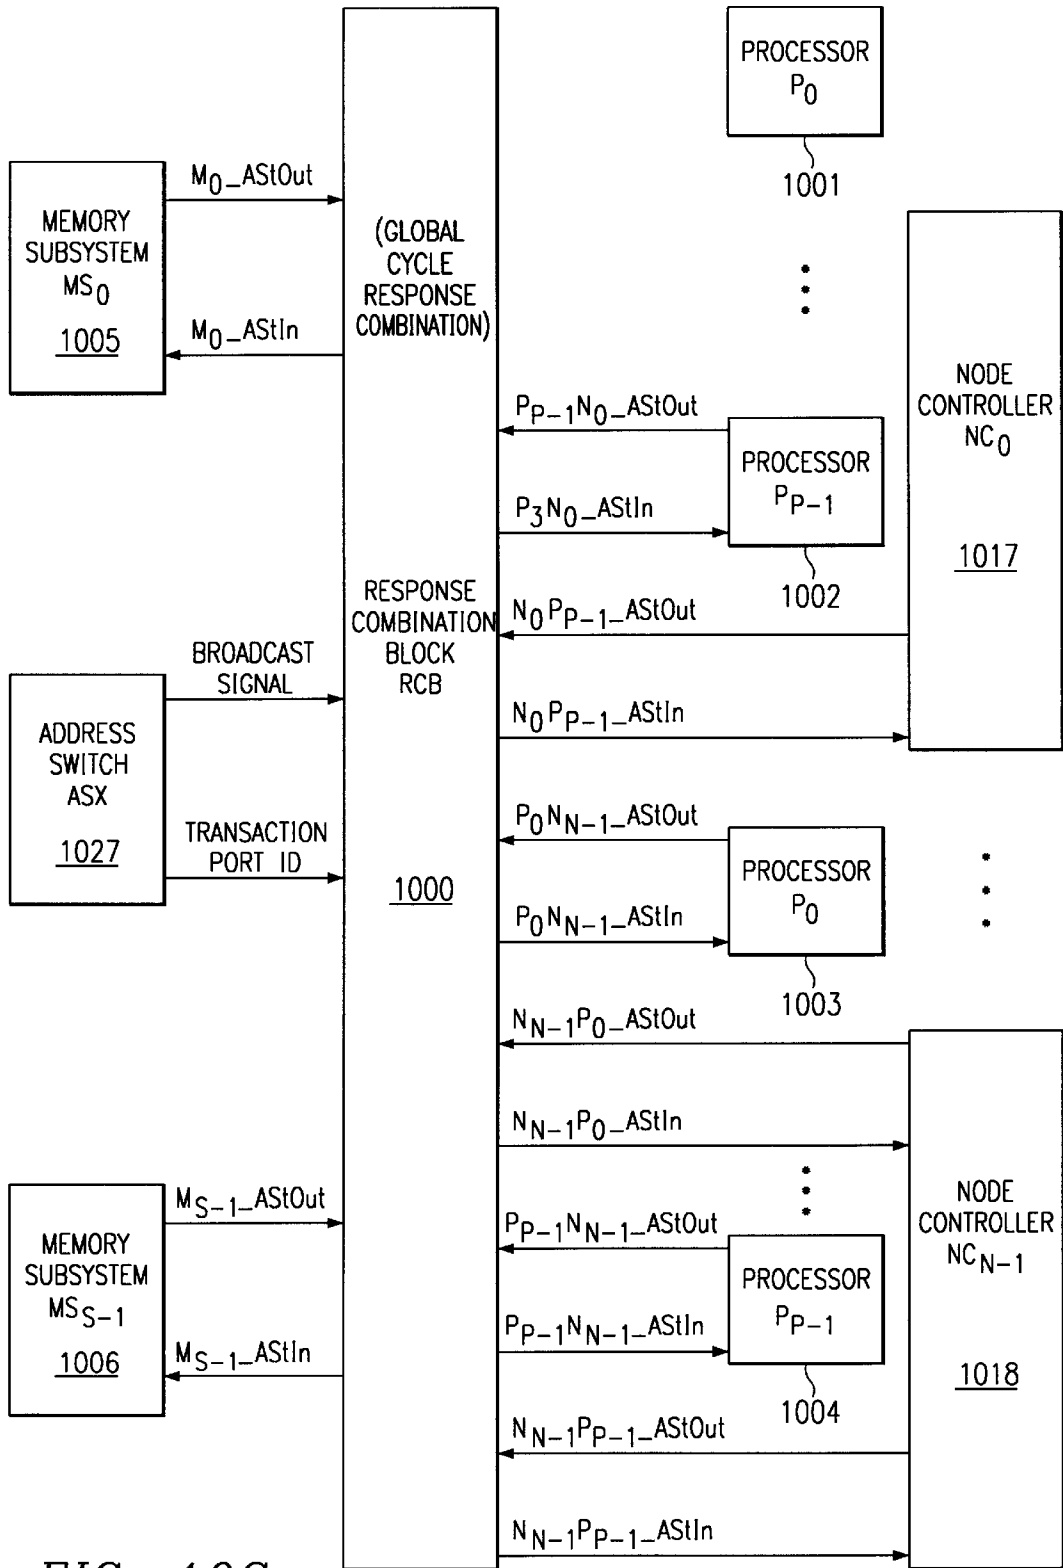 PROCESSOR
P0
1001
M0_AStOut
MEMORY
SUBSYSTEM
MS0
1005
M0_AStIn
(GLOBAL
CYCLE
RESPONSE
COMBINATION)
NODE
CONTROLLER
NC0
1017
PP-1N0_AStOut
PROCESSOR
PP-1
P3N0_AStIn
1002
RESPONSE
COMBINATION
BLOCK
RCB
1000
N0PP-1_AStOut
N0PP-1_AStIn
BROADCAST
SIGNAL
ADDRESS
SWITCH
ASX
1027
TRANSACTION
PORT ID
P0NN-1_AStOut
PROCESSOR
P0
P0NN-1_AStIn
1003
NN-1P0_AStOut
NN-1P0_AStIn
MS-1_AStOut
MEMORY
SUBSYSTEM
MSS-1
1006
MS-1_AStIn
PP-1NN-1_AStOut
PROCESSOR
PP-1
PP-1NN-1_AStIn
1004
NODE
CONTROLLER
NCN-1
1018
NN-1PP-1_AStOut
NN-1PP-1_AStIn